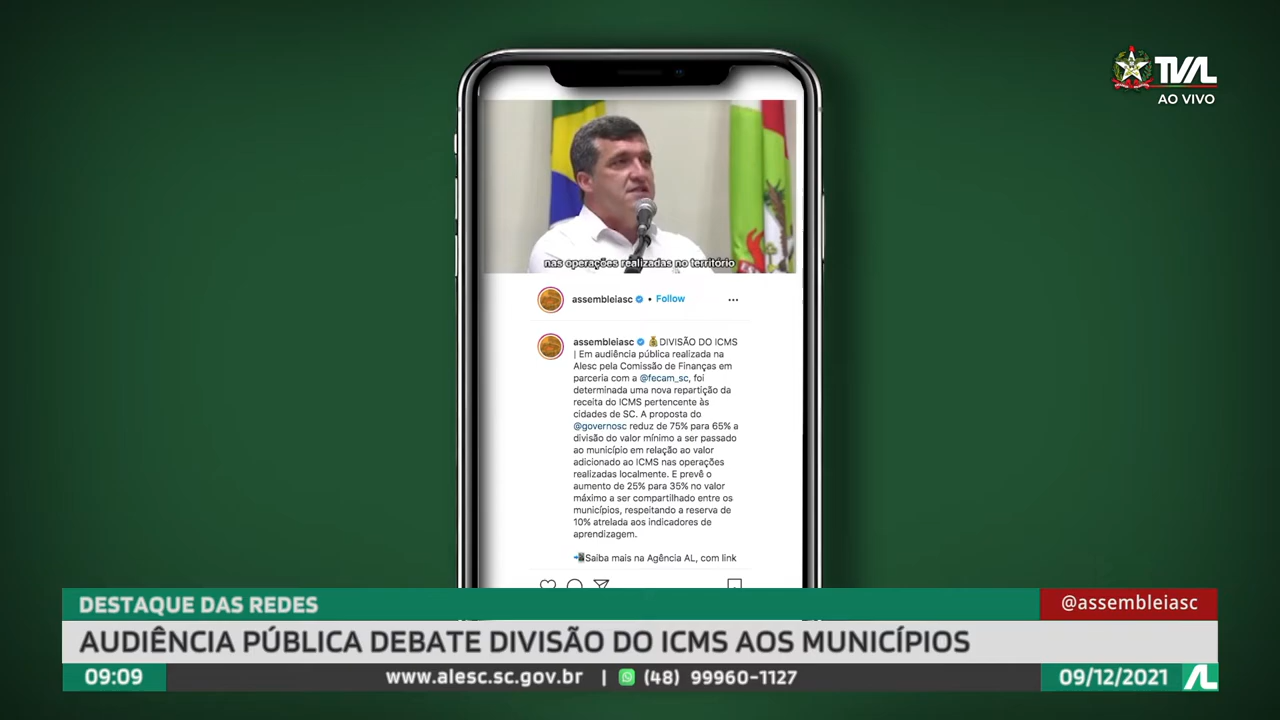 TVAL
AO VIVO
nas operações realizadas no território
assembleiasc • Follow ...
assembleiasc 💰DIVISÃO DO ICMS
| Em audiência pública realizada na
Alesc pela Comissão de Finanças em
parceria com a @fecam_sc, foi
determinada uma nova repartição da
receita do ICMS pertencente às
cidades de SC. A proposta do
@governosc reduz de 75% para 65% a
divisão do valor mínimo a ser passado
ao município em relação ao valor
adicionado ao ICMS nas operações
realizadas localmente. E prevê o
aumento de 25% para 35% no valor
máximo a ser compartilhado entre os
municípios, respeitando a reserva de
10% atrelada aos indicadores de
aprendizagem.
📲Saiba mais na Agência AL, com link
DESTAQUE DAS REDES
@assembleiasc
AUDIÊNCIA PÚBLICA DEBATE DIVISÃO DO ICMS AOS MUNICÍPIOS
09:09
www.alesc.sc.gov.br | (48) 99960-1127
09/12/2021
AL